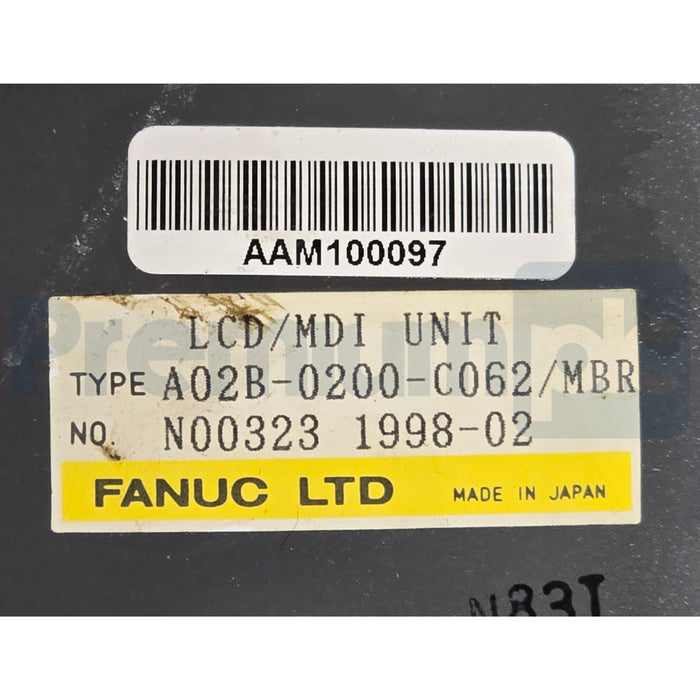 AAM100097
LCD/MDI UNIT
TYPE A02B-0200-C062/MBR
NO. N00323 1998-02
FANUC LTD MADE IN JAPAN